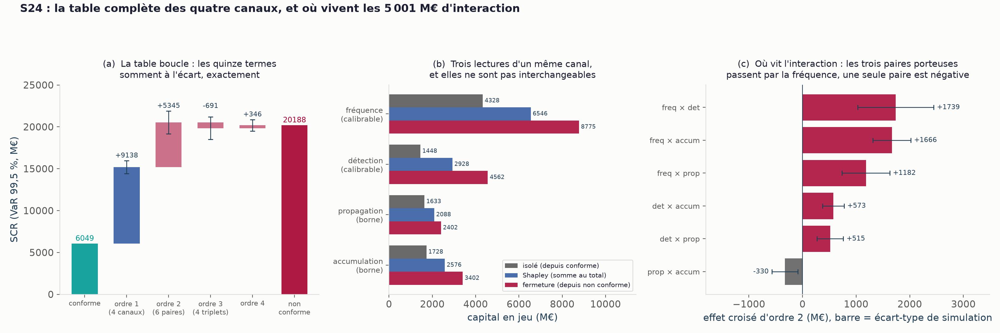 S24 : la table complète des quatre canaux, et où vivent les 5 001 M€ d'interaction
(a)  La table boucle : les quinze termes
somment à l'écart, exactement
SCR (VaR 99,5 %, M€)
25000
20000
15000
10000
5000
0
6049
+9138
+5345
-691
+346
20188
conforme
ordre 1
(4 canaux)
ordre 2
(6 paires)
ordre 3
(4 triplets)
ordre 4
non
conforme
(b)  Trois lectures d'un même canal,
et elles ne sont pas interchangeables
fréquence
(calibrable)
4328
6546
8775
détection
(calibrable)
1448
2928
4562
propagation
(borne)
1633
2088
2402
accumulation
(borne)
1728
2576
3402
isolé (depuis conforme)
Shapley (somme au total)
fermeture (depuis non conforme)
0
2000
4000
6000
8000
10000
capital en jeu (M€)
(c)  Où vit l'interaction : les trois paires porteuses
passent par la fréquence, une seule paire est négative
freq × det
+1739
freq × accum
+1666
freq × prop
+1182
det × accum
+573
det × prop
+515
prop × accum
-330
−1000
0
1000
2000
3000
effet croisé d'ordre 2 (M€), barre = écart-type de simulation